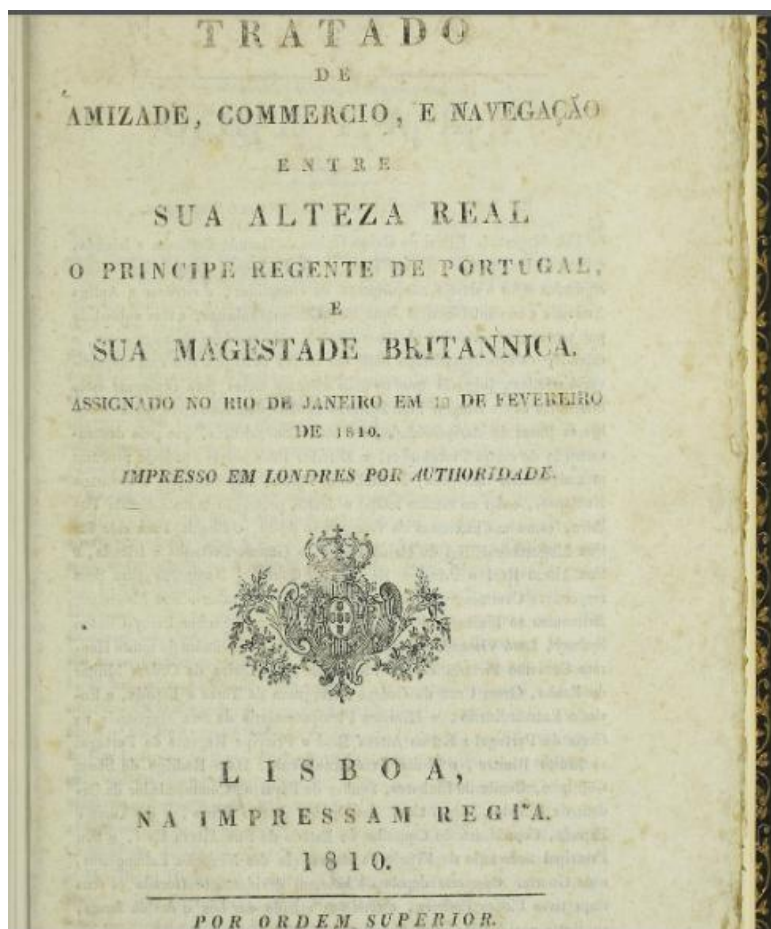 TRATADO
DE
AMIZADE, COMMERCIO, E NAVEGAÇÃO
ENTRE
SUA ALTEZA REAL
O PRINCIPE REGENTE DE PORTUGAL,
E
SUA MAGESTADE BRITANNICA.
ASSIGNADO NO RIO DE JANEIRO EM DE FEVEREIRO
DE 1810.
IMPRESSO EM LONDRES POR AUTHORIDADE.
LISBOA,
NA IMPRESSAM REGIA.
1810.
POR ORDEM SUPERIOR.